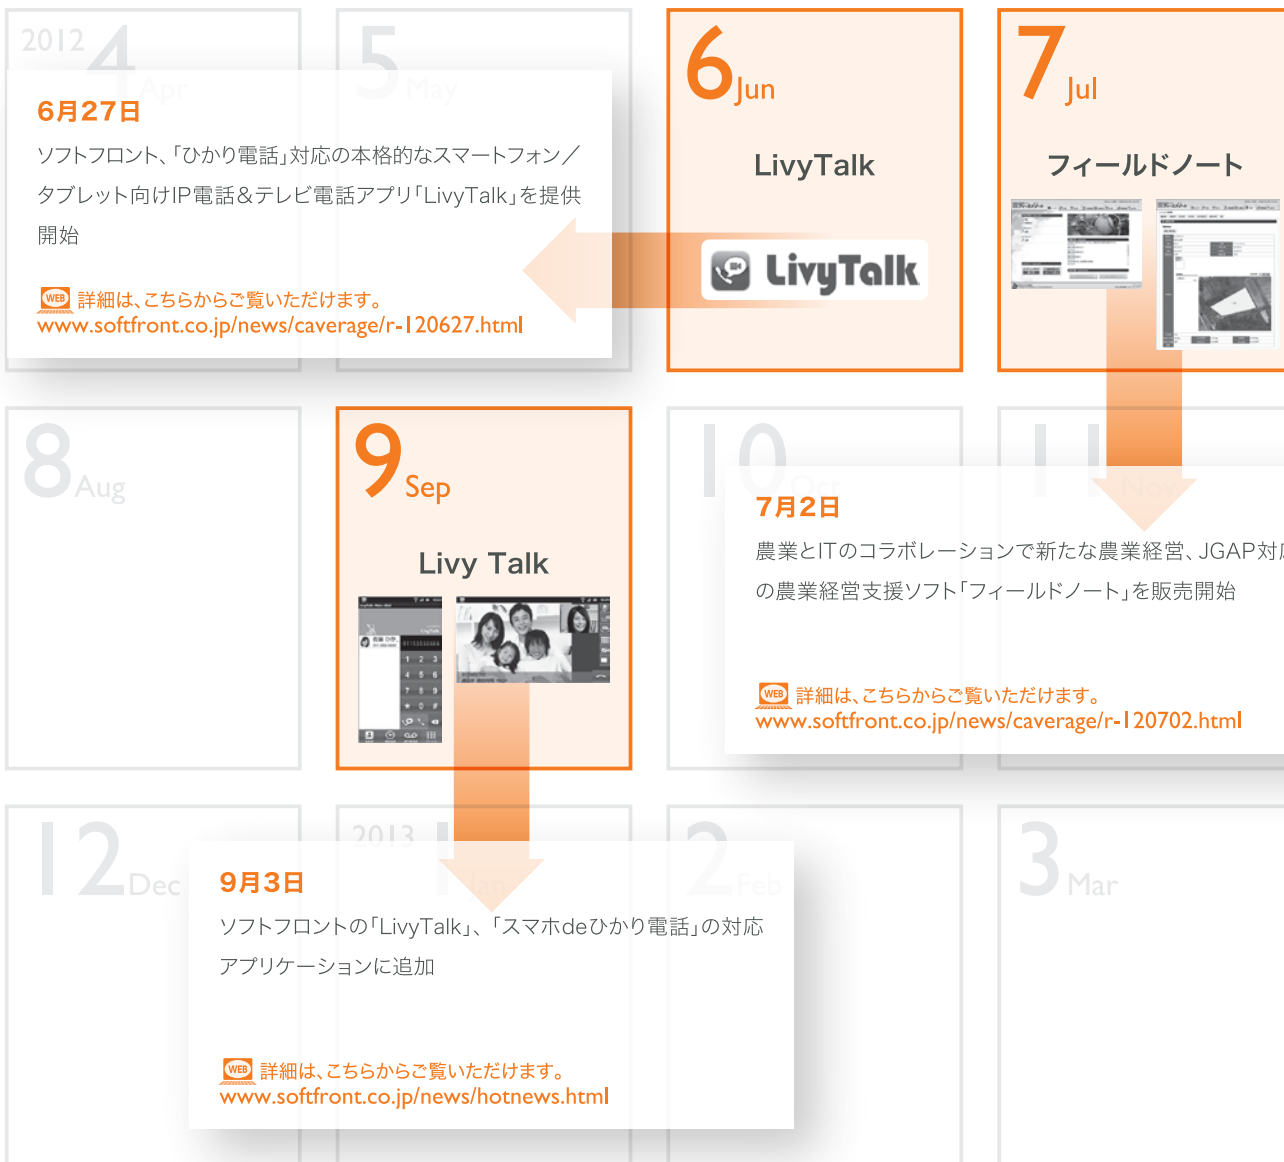 2012
4
Apr
5
May
6月27日
ソフトフロント、「ひかり電話」対応の本格的なスマートフォン／
タブレット向けIP電話＆テレビ電話アプリ「LivyTalk」を提供
開始
WEB 詳細は、こちらからご覧いただけます。
www.softfront.co.jp/news/caverage/r-120627.html
6Jun
LivyTalk
LivyTalk
7Jul
フィールドノート
8Aug
9Sep
Livy Talk
1 2 3
4 5 6
7 8 9
* 0 #
10
Oct
11
Nov
7月2日
農業とITのコラボレーションで新たな農業経営、JGAP対
の農業経営支援ソフト「フィールドノート」を販売開始
WEB 詳細は、こちらからご覧いただけます。
www.softfront.co.jp/news/caverage/r-120702.html
12Dec
2013
1
Jan
2
Feb
3Mar
9月3日
ソフトフロントの「LivyTalk」、「スマホdeひかり電話」の対応
アプリケーションに追加
WEB 詳細は、こちらからご覧いただけます。
www.softfront.co.jp/news/hotnews.html